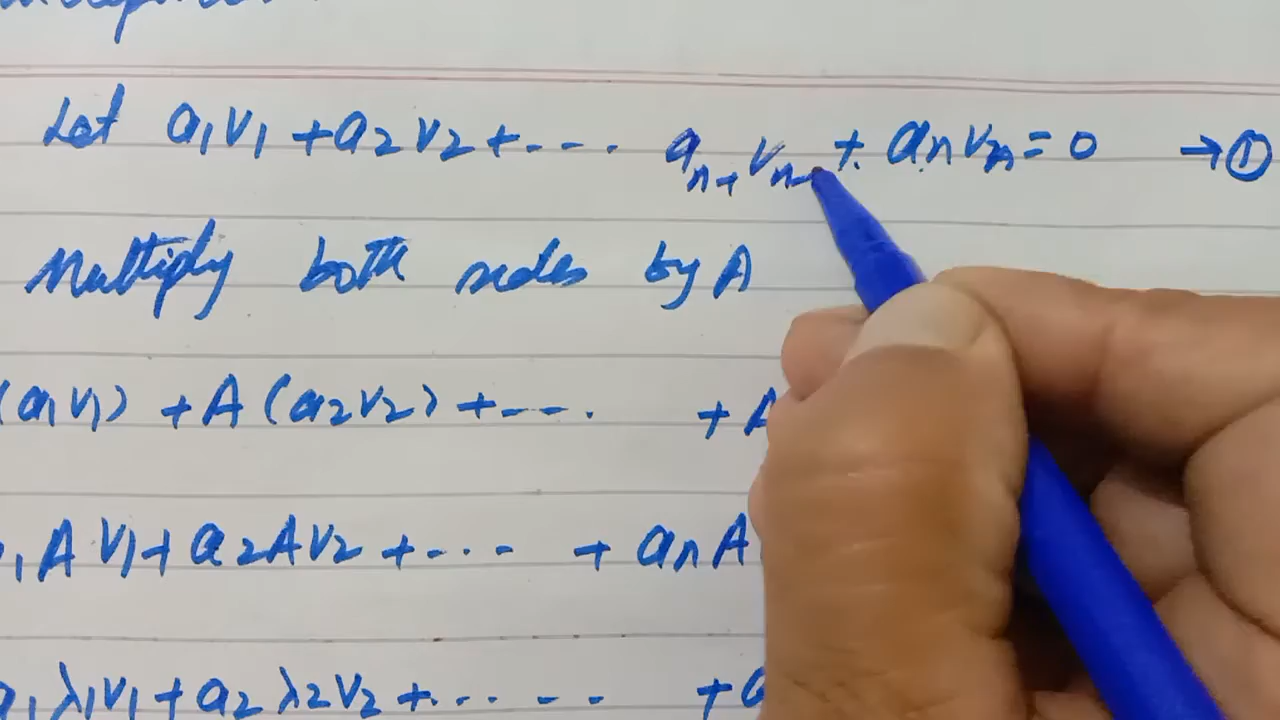 Let a₁v₁ + a₂v₂ + --- aₙ₋₁ vₙ₋ + aₙvₙ = 0 → ①
Multiply both sides by A
(a₁v₁) + A (a₂v₂) + ---. + A
₁Av₁ + a₂Av₂ + --- + aₙA
a₁λ₁v₁ + a₂λ₂v₂ + ---- + a